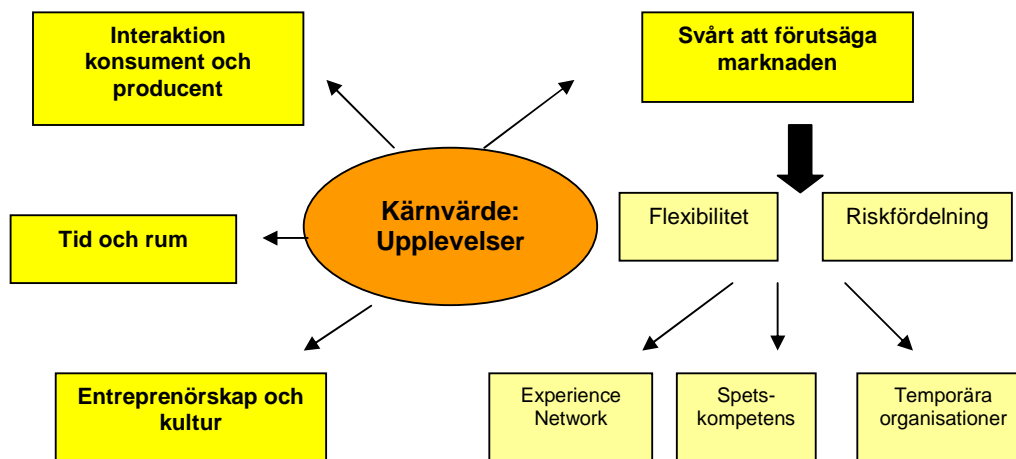 Interaktion
konsument och
producent
Svårt att förutsäga
marknaden
Kärnvärde:
Upplevelser
Flexibilitet
Riskfördelning
Tid och rum
Entreprenörskap och
kultur
Experience
Network
Spets-
kompetens
Temporära
organisationer